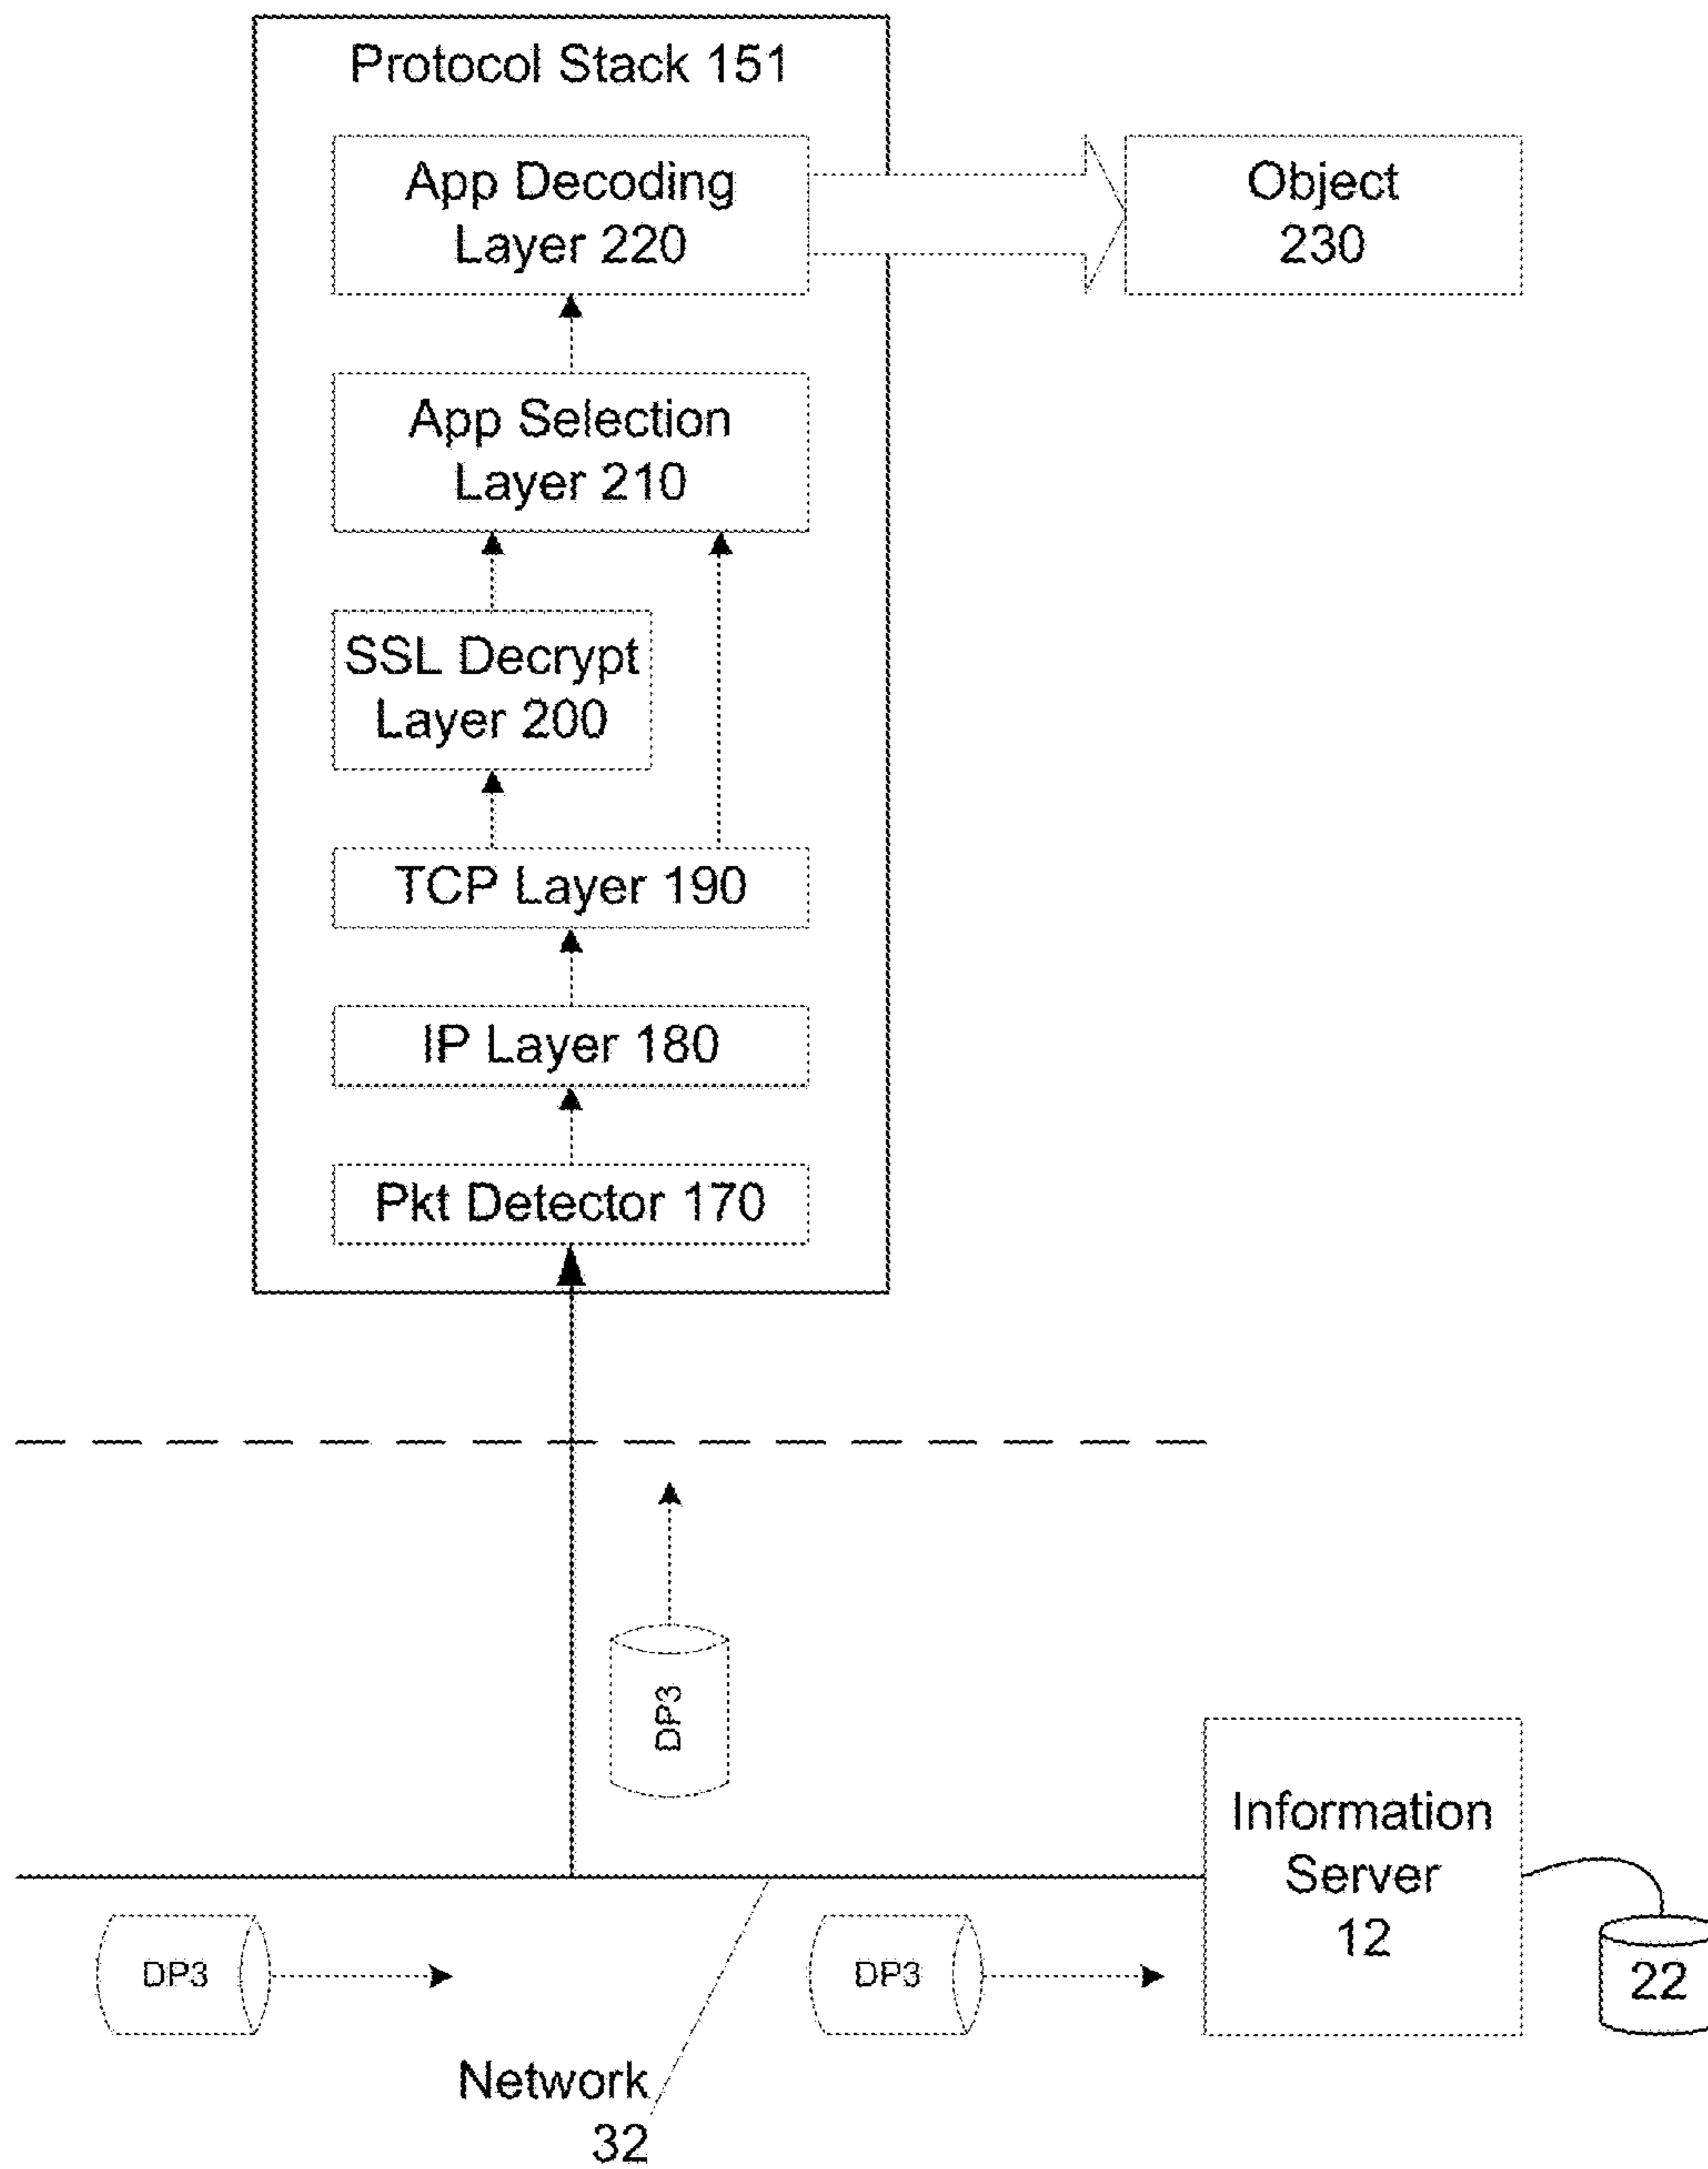 Protocol Stack 151
App Decoding
Layer 220
Object
230
App Selection
Layer 210
SSL Decrypt
Layer 200
TCP Layer 190
IP Layer 180
Pkt Detector 170
DP3
Information
Server
12
22
DP3
DP3
Network
32